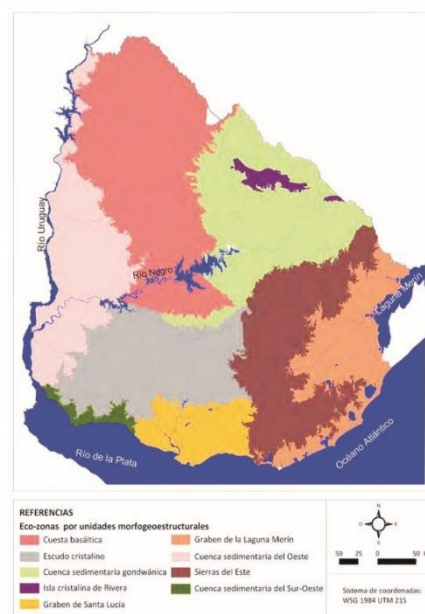 Río Uruguay
Río Negro
Laguna Merín
Océano Atlántico
Río de la Plata
REFERENCIAS
Eco-zonas por unidades morfogeoestructurales
Cuesta basáltica
Escudo cristalino
Cuenca sedimentaria gondwánica
Isla cristalina de Rivera
Graben de Santa Lucía
Graben de la Laguna Merín
Cuenca sedimentaria del Oeste
Sierras del Este
Cuenca sedimentaria del Sur-Oeste
N
50 25 0 50
Sistema de coordenadas:
WSG 1984 UTM 21S